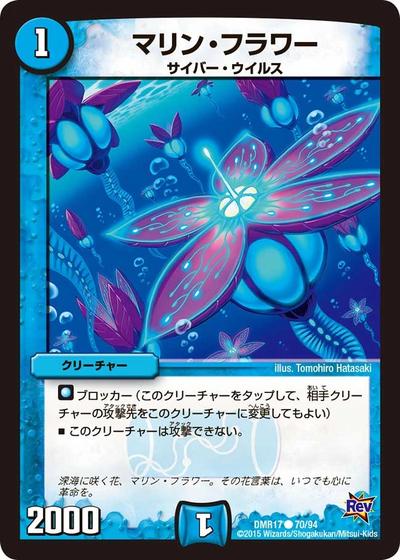 1
マリン・フラワー
サイバー・ウイルス
illus. Tomohiro Hatasaki
クリーチャー
ブロッカー（このクリーチャーをタップして、相手クリー
チャーの攻撃先をこのクリーチャーに変更してもよい）
■ このクリーチャーは攻撃できない。
深海に咲く花、マリン・フラワー。その花言葉は、いつでも心に
革命を。
Rev
2000
1
DMR17 ● 70/94
©2015 Wizards/Shogakukan/Mitsui-Kids